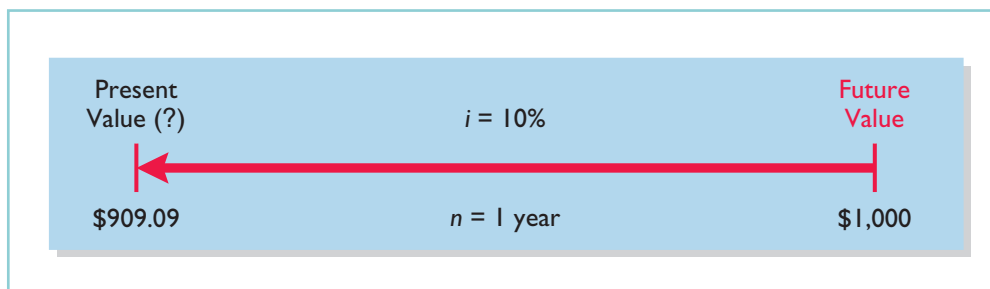 Present
Value (?)
i = 10%
Future
Value
$909.09
n = 1 year
$1,000